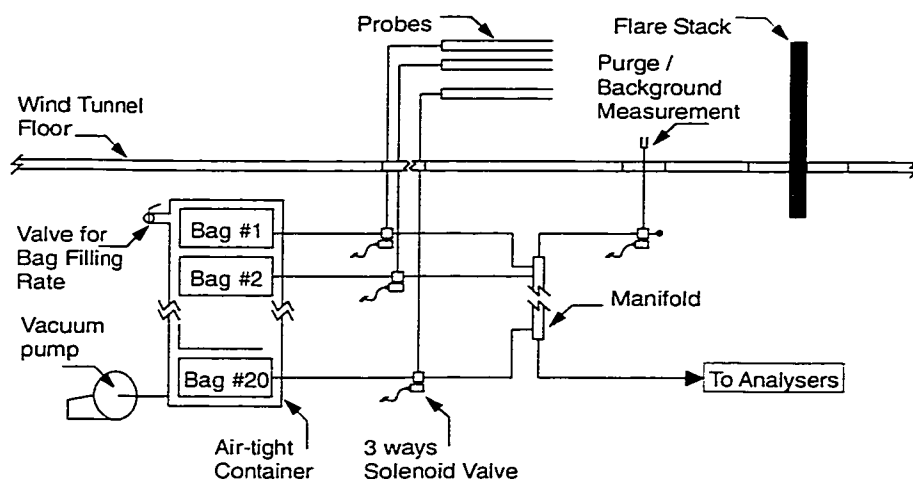 Probes
Flare Stack
Purge /
Background
Measurement
Wind Tunnel
Floor
Bag #1
Valve for
Bag Filling
Rate
Bag #2
Manifold
Vacuum
pump
Bag #20
To Analysers
Air-tight
Container
3 ways
Solenoid Valve